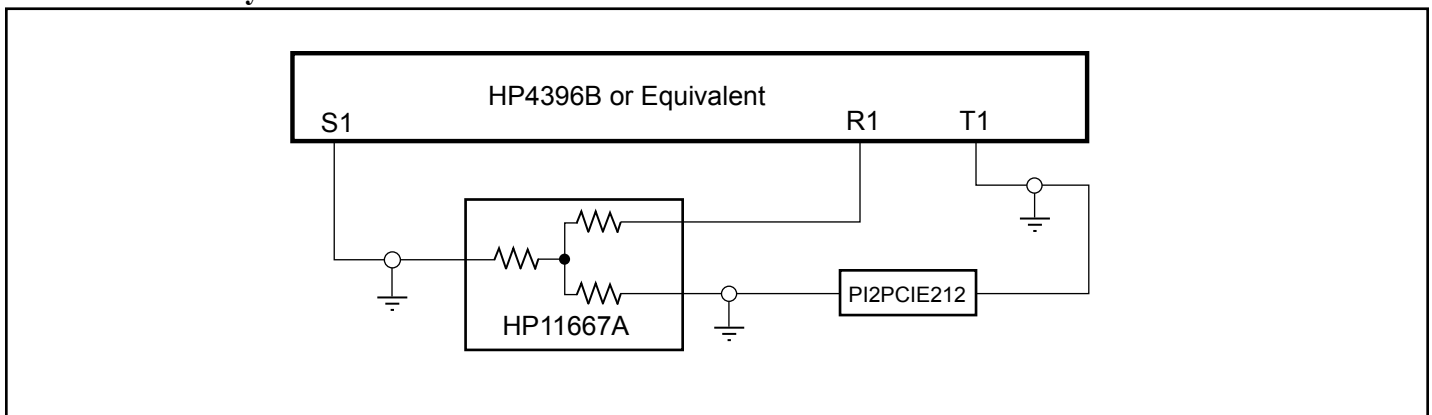 HP4396B or Equivalent
S1
R1
T1
PI2PCIE212
HP11667A